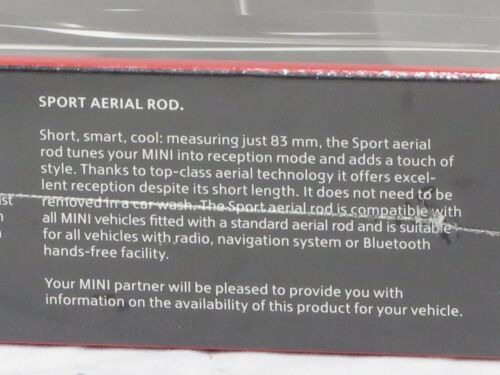 SPORT AERIAL ROD.
Short, smart, cool: measuring just 83 mm, the Sport aerial
rod tunes your MINI into reception mode and adds a touch of
style. Thanks to top-class aerial technology it offers excel-
lent reception despite its short length. It does not need to be
removed in a car wash. The Sport aerial rod is compatible with
all MINI vehicles fitted with a standard aerial rod and is suitable
for all vehicles with radio, navigation system or Bluetooth
hands-free facility.
Your MINI partner will be pleased to provide you with
information on the availability of this product for your vehicle.